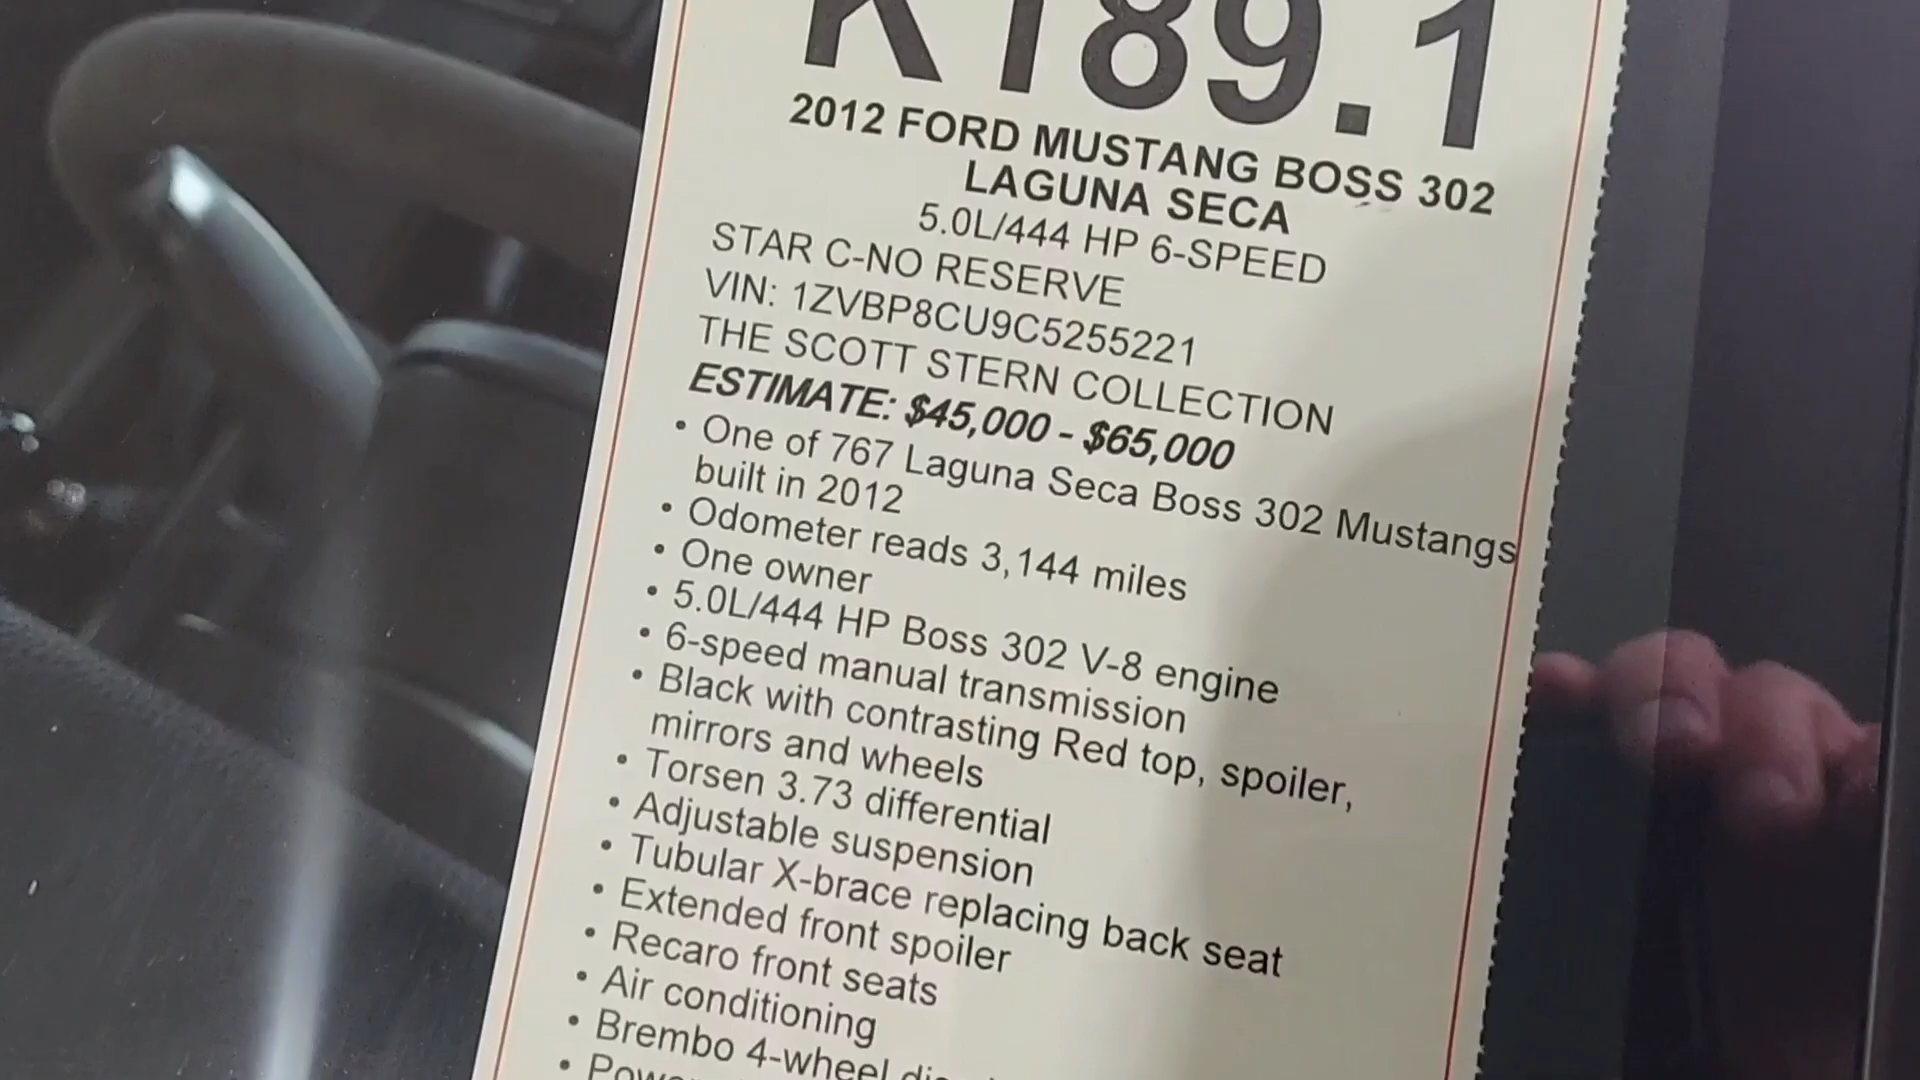 K189.1
2012 FORD MUSTANG BOSS 302
LAGUNA SECA
5.0L/444 HP 6-SPEED
STAR C-NO RESERVE
VIN: 1ZVBP8CU9C5255221
THE SCOTT STERN COLLECTION
ESTIMATE: $45,000 - $65,000
• One of 767 Laguna Seca Boss 302 Mustangs
built in 2012
• Odometer reads 3,144 miles
• One owner
• 5.0L/444 HP Boss 302 V-8 engine
• 6-speed manual transmission
• Black with contrasting Red top, spoiler,
mirrors and wheels
• Torsen 3.73 differential
• Adjustable suspension
• Tubular X-brace replacing back seat
• Extended front spoiler
• Recaro front seats
• Air conditioning
• Brembo 4-wheel